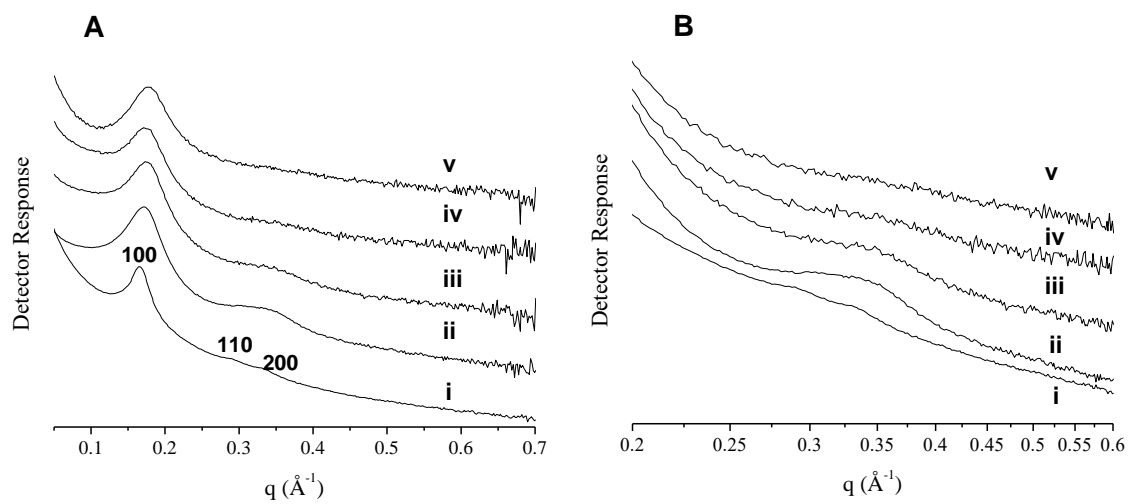 A
B
v
iv
iii
ii
i
100
110
200
Detector Response
0.1 0.2 0.3 0.4 0.5 0.6 0.7
q (Å-1)
v
iv
iii
ii
i
Detector Response
0.2 0.25 0.3 0.35 0.4 0.45 0.5 0.55 0.6
q (Å-1)